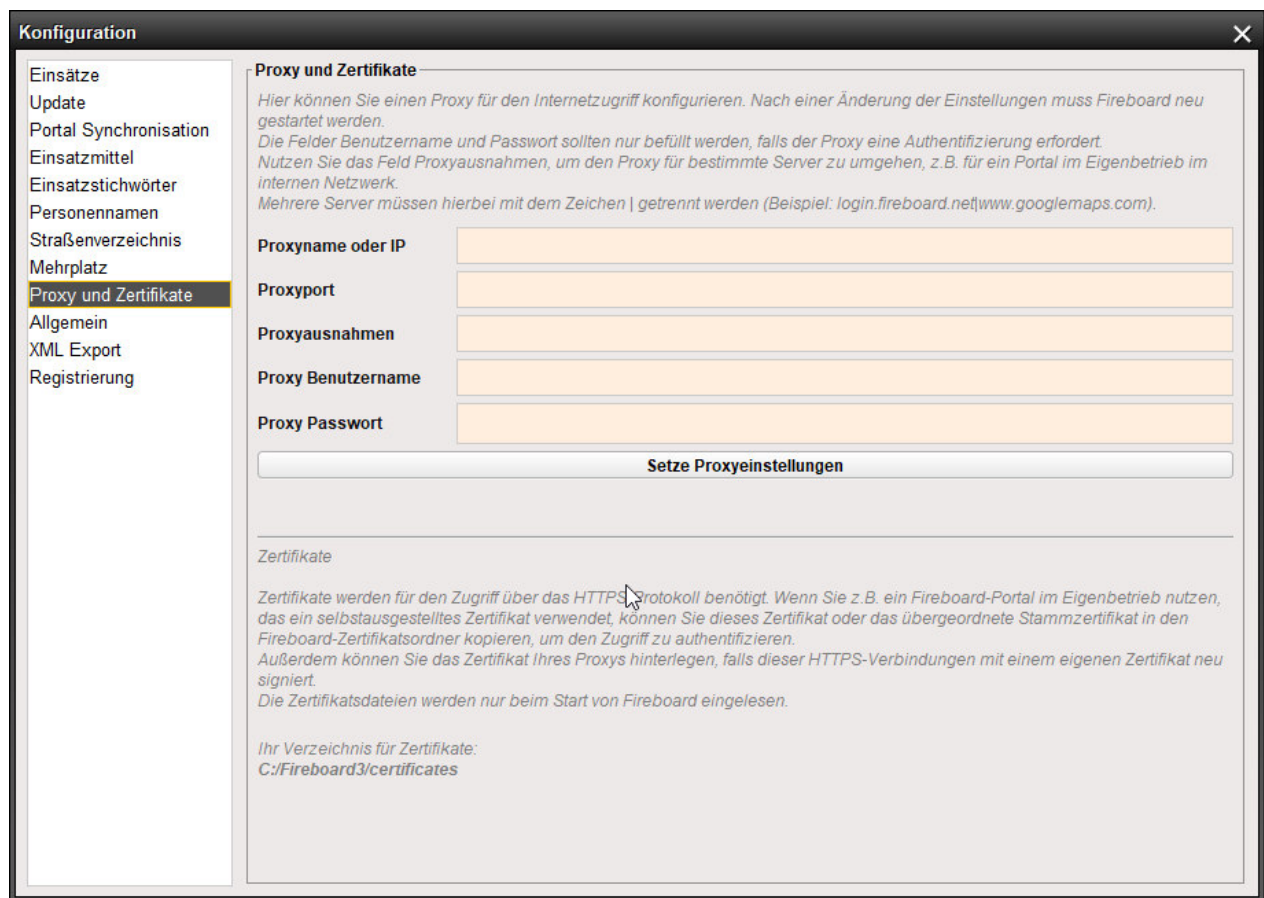 Konfiguration
Einsätze
Update
Portal Synchronisation
Einsatzmittel
Einsatzstichwörter
Personennamen
Straßenverzeichnis
Mehrplatz
Proxy und Zertifikate
Allgemein
XML Export
Registrierung
Proxy und Zertifikate
Hier können Sie einen Proxy für den Internetzugriff konfigurieren. Nach einer Änderung der Einstellungen muss Fireboard neu
gestartet werden.
Die Felder Benutzername und Passwort sollten nur befüllt werden, falls der Proxy eine Authentifizierung erfordert.
Nutzen Sie das Feld Proxyausnahmen, um den Proxy für bestimmte Server zu umgehen, z.B. für ein Portal im Eigenbetrieb im
internen Netzwerk.
Mehrere Server müssen hierbei mit dem Zeichen | getrennt werden (Beispiel: login.fireboard.net|www.googlemaps.com).
Proxyname oder IP
Proxyport
Proxyausnahmen
Proxy Benutzername
Proxy Passwort
Setze Proxyeinstellungen
Zertifikate
Zertifikate werden für den Zugriff über das HTTPS Protokoll benötigt. Wenn Sie z.B. ein Fireboard-Portal im Eigenbetrieb nutzen,
das ein selbstausgestelltes Zertifikat verwendet, können Sie dieses Zertifikat oder das übergeordnete Stammzertifikat in den
Fireboard-Zertifikatsordner kopieren, um den Zugriff zu authentifizieren.
Außerdem können Sie das Zertifikat Ihres Proxys hinterlegen, falls dieser HTTPS-Verbindungen mit einem eigenen Zertifikat neu
signiert.
Die Zertifikatsdateien werden nur beim Start von Fireboard eingelesen.
Ihr Verzeichnis für Zertifikate:
C:/Fireboard3/certificates